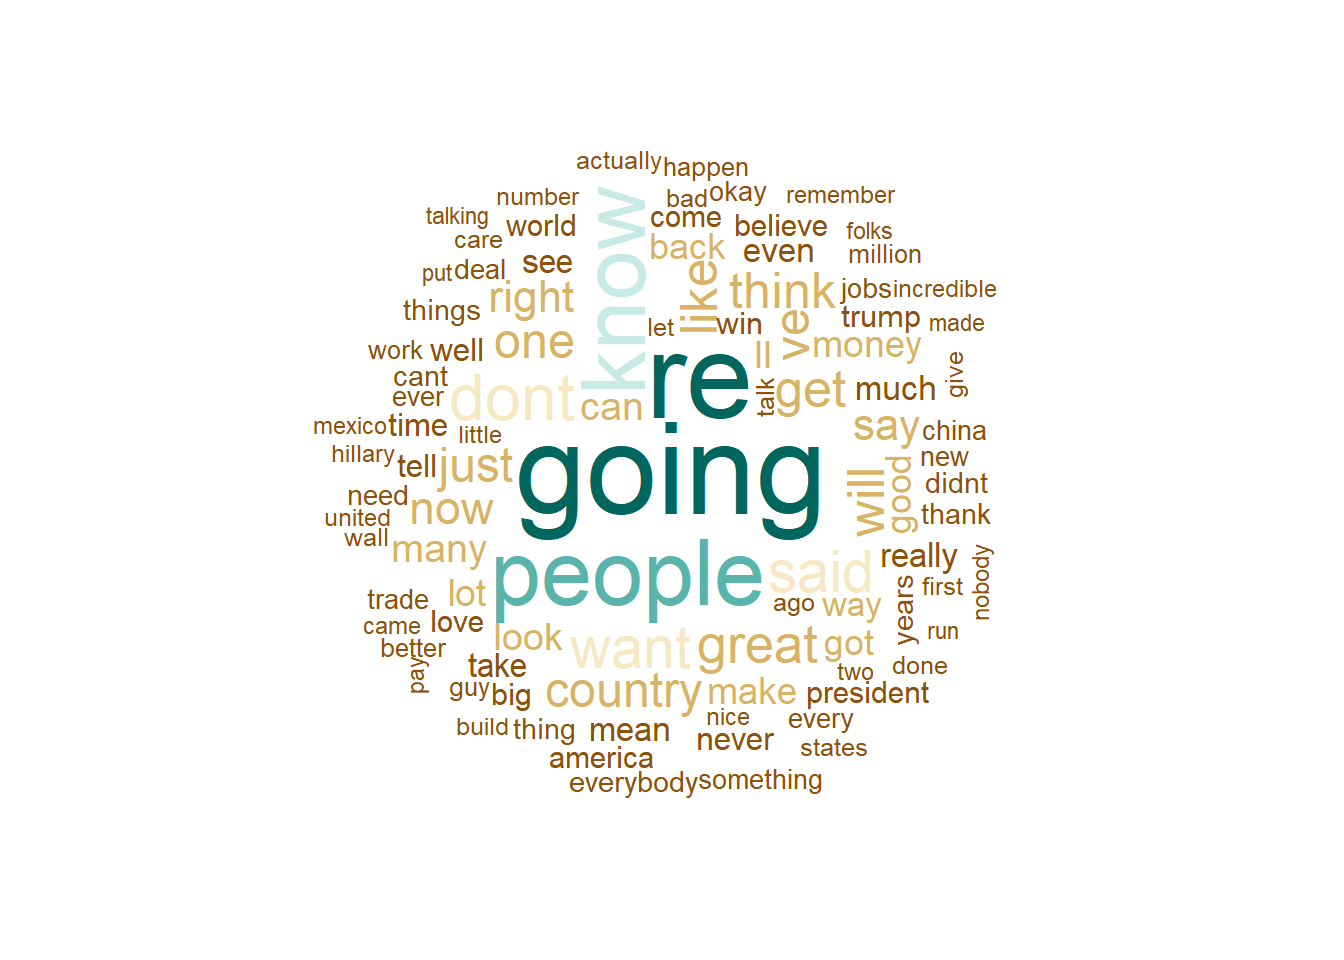 actually
happen
number
bad
okay
remember
talking
world
know
come
believe
folks
care
back
even
million
put
deal
see
like
think
jobs
incredible
things
right
let
win
ve
trump
made
work
well
one
re
ll
money
cant
dont
can
talk
get
much
give
ever
mexico
time
little
going
say
china
hillary
tell
just
will
good
new
need
now
didnt
united
thank
wall
many
people
said
really
nobody
trade
lot
ago
way
years
first
came
love
look
want
great
got
run
better
pay
take
two
done
guy
big
country
make
president
build
thing
mean
nice
never
every
america
states
everybody
something